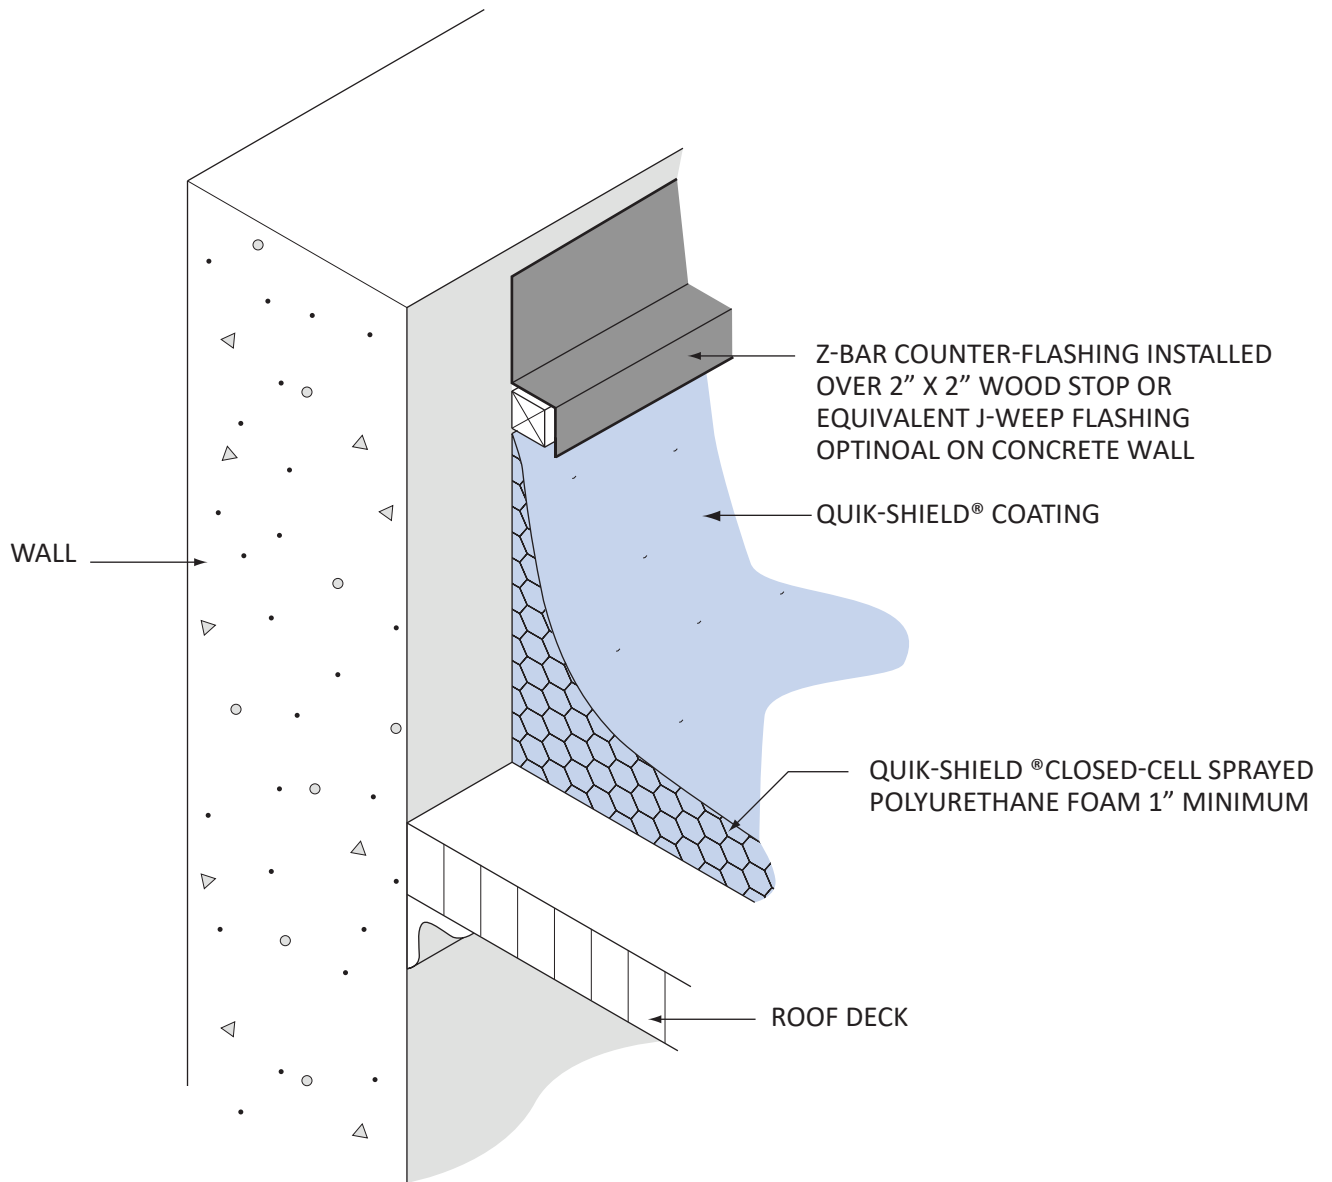 Z-BAR COUNTER-FLASHING INSTALLED
OVER 2” X 2” WOOD STOP OR
EQUIVALENT J-WEEP FLASHING
OPTINOAL ON CONCRETE WALL
QUIK-SHIELD® COATING
WALL
QUIK-SHIELD ®CLOSED-CELL SPRAYED
POLYURETHANE FOAM 1” MINIMUM
ROOF DECK